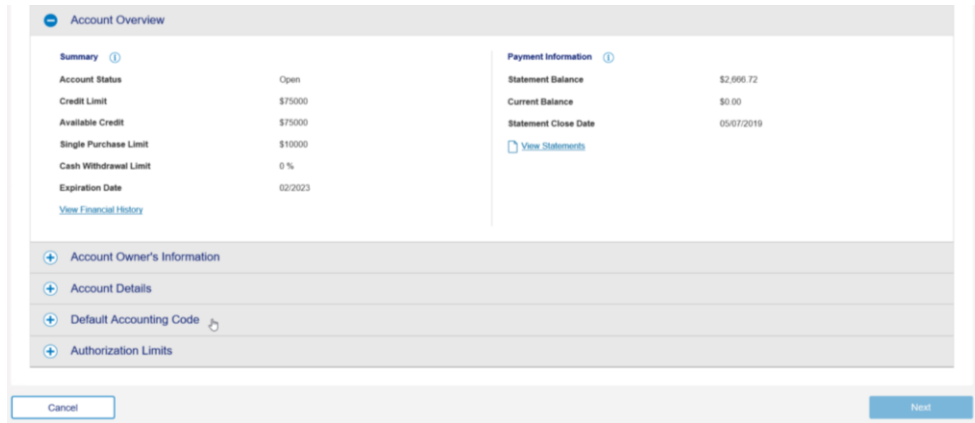 Account Overview
Summary
Account Status Open
Credit Limit $75000
Available Credit $75000
Single Purchase Limit $10000
Cash Withdrawal Limit 0 %
Expiration Date 02/2023
View Financial History
Payment Information
Statement Balance $2,666.72
Current Balance $0.00
Statement Close Date 05/07/2019
View Statements
Account Owner's Information
Account Details
Default Accounting Code
Authorization Limits
Cancel
Next